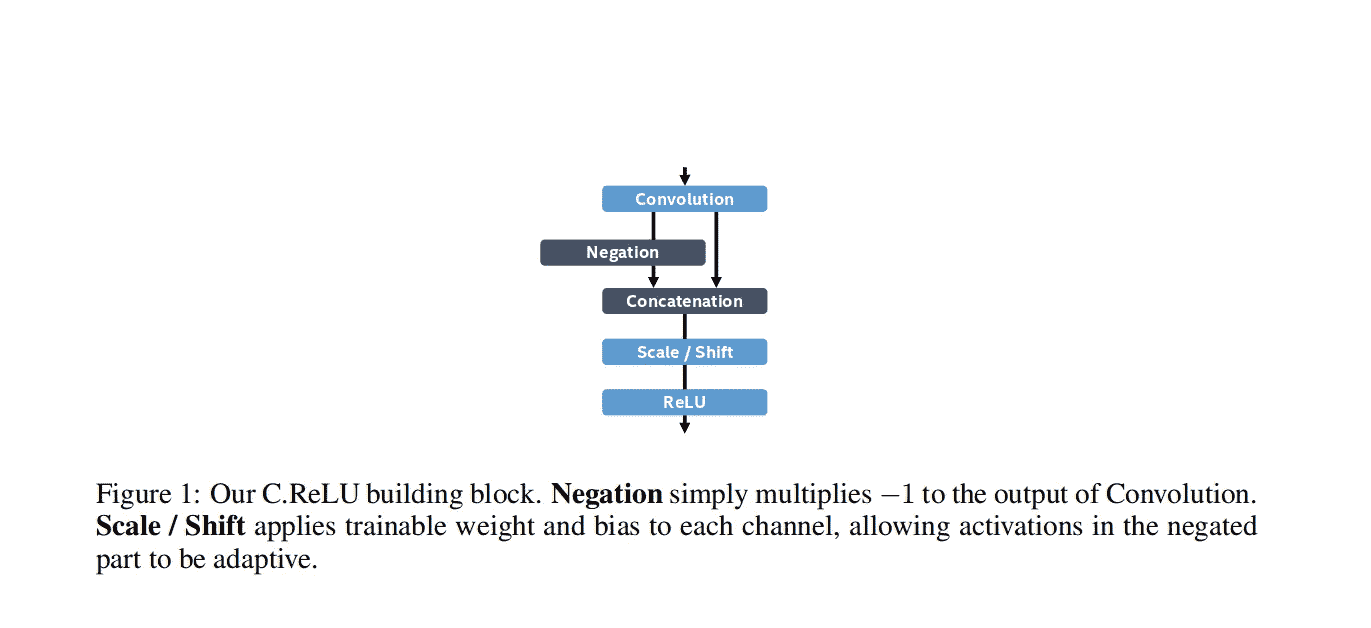 Convolution
Negation
Concatenation
Scale / Shift
ReLU
Figure 1: Our C.ReLU building block. Negation simply multiplies −1 to the output of Convolution.
Scale / Shift applies trainable weight and bias to each channel, allowing activations in the negated
part to be adaptive.